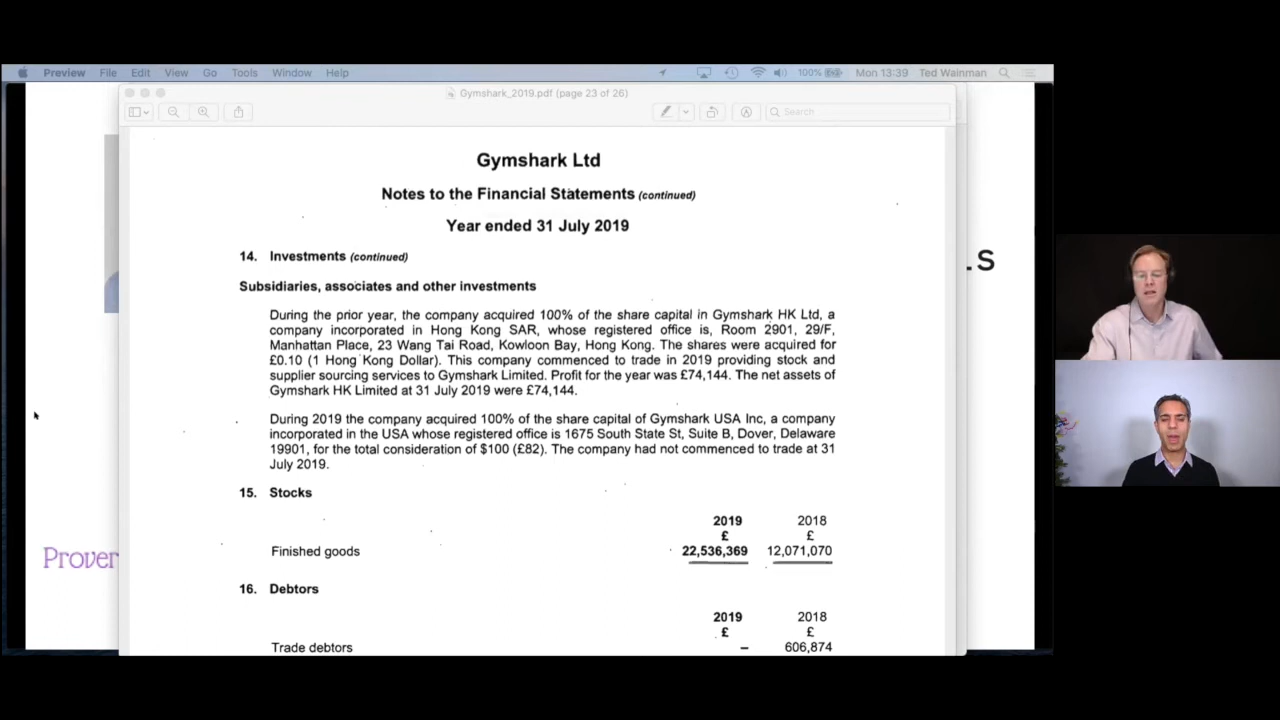 Preview File Edit View Go Tools Window Help 100% Mon 13:39 Ted Wainman
Gymshark_2019.pdf (page 23 of 26)
Search
Gymshark Ltd
Notes to the Financial Statements (continued)
Year ended 31 July 2019
14. Investments (continued)
Subsidiaries, associates and other investments
During the prior year, the company acquired 100% of the share capital in Gymshark HK Ltd, a
company incorporated in Hong Kong SAR, whose registered office is, Room 2901, 29/F,
Manhattan Place, 23 Wang Tai Road, Kowloon Bay, Hong Kong. The shares were acquired for
£0.10 (1 Hong Kong Dollar). This company commenced to trade in 2019 providing stock and
supplier sourcing services to Gymshark Limited. Profit for the year was £74,144. The net assets of
Gymshark HK Limited at 31 July 2019 were £74,144.
During 2019 the company acquired 100% of the share capital of Gymshark USA Inc, a company
incorporated in the USA whose registered office is 1675 South State St, Suite B, Dover, Delaware
19901, for the total consideration of $100 (£82). The company had not commenced to trade at 31
July 2019.
15. Stocks
2019 2018
£ £
Finished goods 22,536,369 12,071,070
16. Debtors
2019 2018
£ £
Trade debtors – 606,874
Prover
LS